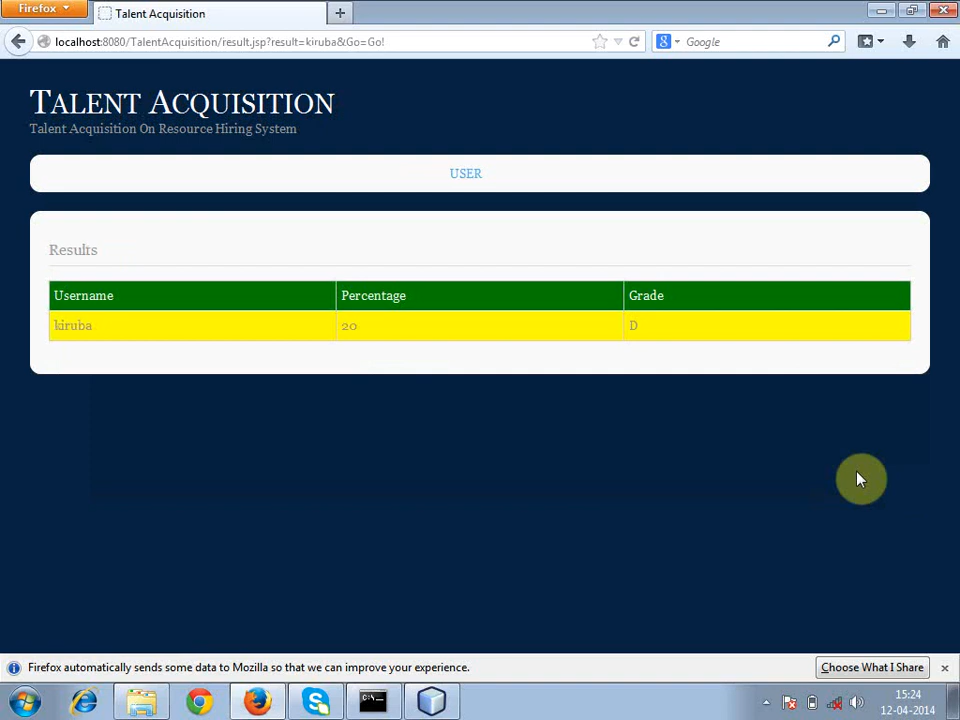 Firefox
Talent Acquisition
localhost:8080/TalentAcquisition/result.jsp?result=kiruba&Go=Go!
Google
TALENT ACQUISITION
Talent Acquisition On Resource Hiring System
USER
Results
Username Percentage Grade
kiruba 20 D
Firefox automatically sends some data to Mozilla so that we can improve your experience.
Choose What I Share
15:24
12-04-2014